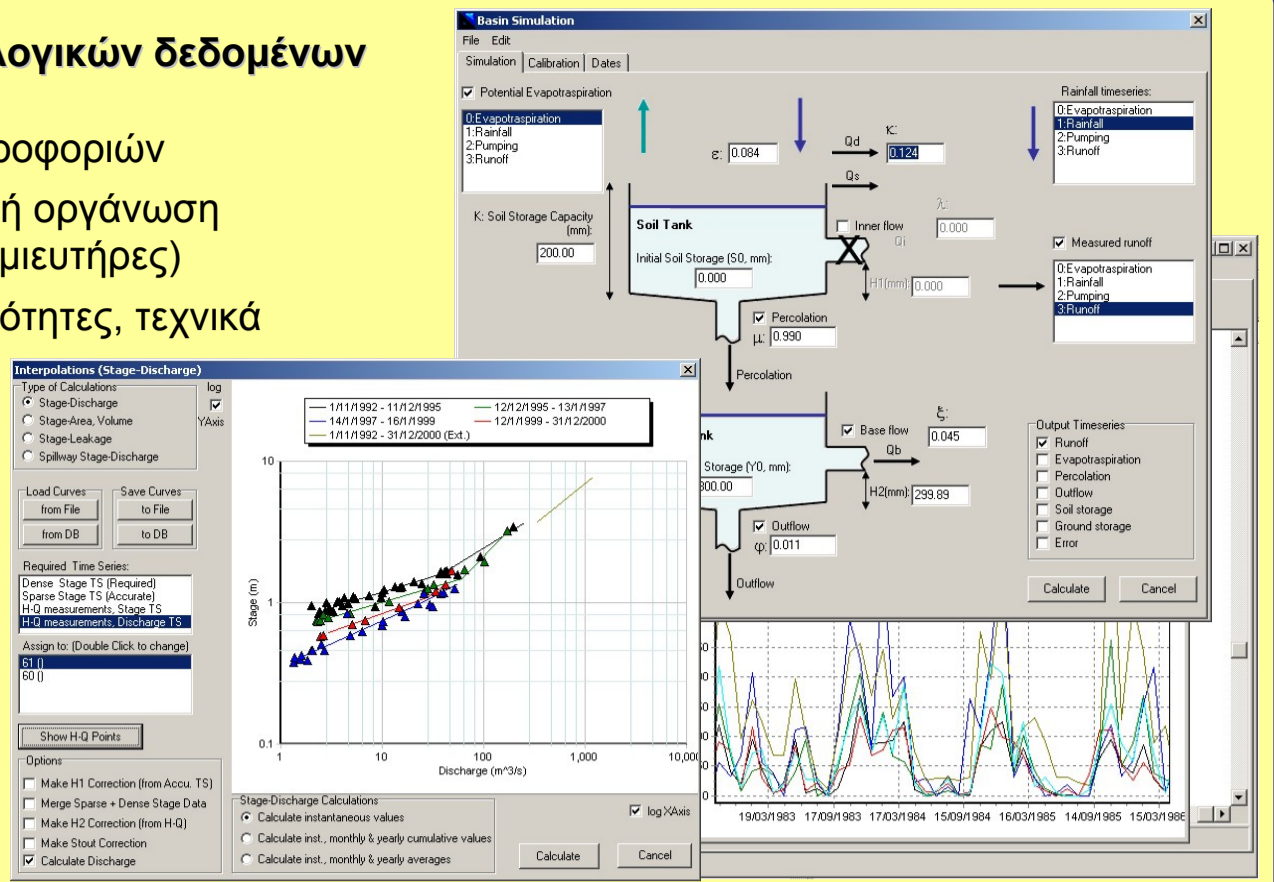 λογικών δεδομένων
ροφοριών
ή οργάνωση
μιευτήρες)
ότητες, τεχνικά
Basin Simulation
File Edit
Simulation Calibration Dates
Potential Evapotraspiration
0:Evapotraspiration
1:Rainfall
2:Pumping
3:Runoff
ε: 0.084
Qd
κ:
0.124
Qs
Rainfall timeseries:
0:Evapotraspiration
1:Rainfall
2:Pumping
3:Runoff
K: Soil Storage Capacity
(mm):
200.00
Soil Tank
Initial Soil Storage (S0, mm):
0.000
Inner flow
Qi
λ:
0.000
H1(mm): 0.000
Measured runoff
0:Evapotraspiration
1:Rainfall
2:Pumping
3:Runoff
Percolation
μ: 0.990
Percolation
nk
Storage (Y0, mm):
300.00
Base flow
Qb
ξ:
0.045
H2(mm): 299.89
Outflow
φ: 0.011
Outflow
Output Timeseries
Runoff
Evapotraspiration
Percolation
Outflow
Soil storage
Ground storage
Error
Calculate Cancel
Interpolations (Stage-Discharge)
Type of Calculations
Stage-Discharge
Stage-Area, Volume
Stage-Leakage
Spillway Stage-Discharge
log
YAxis
Load Curves
from File
from DB
Save Curves
to File
to DB
Required Time Series:
Dense Stage TS (Required)
Sparse Stage TS (Accurate)
H-Q measurements, Stage TS
H-Q measurements, Discharge TS
Assign to: (Double Click to change)
61 ()
60 ()
Show H-Q Points
Options
Make H1 Correction (from Accu. TS)
Merge Sparse + Dense Stage Data
Make H2 Correction (from H-Q)
Make Stout Correction
Calculate Discharge
1/11/1992 - 11/12/1995 12/12/1995 - 13/1/1997
14/1/1997 - 16/1/1999 12/1/1999 - 31/12/2000
1/11/1992 - 31/12/2000 (Ext.)
10
Stage (m)
1
0.1
1 10 100 1,000 10,000
Discharge (m^3/s)
Stage-Discharge Calculations
Calculate instantaneous values
Calculate inst., monthly & yearly cumulative values
Calculate inst., monthly & yearly averages
log XAxis
Calculate Cancel
0
19/03/1983 17/09/1983 17/03/1984 15/09/1984 16/03/1985 14/09/1985 15/03/1986